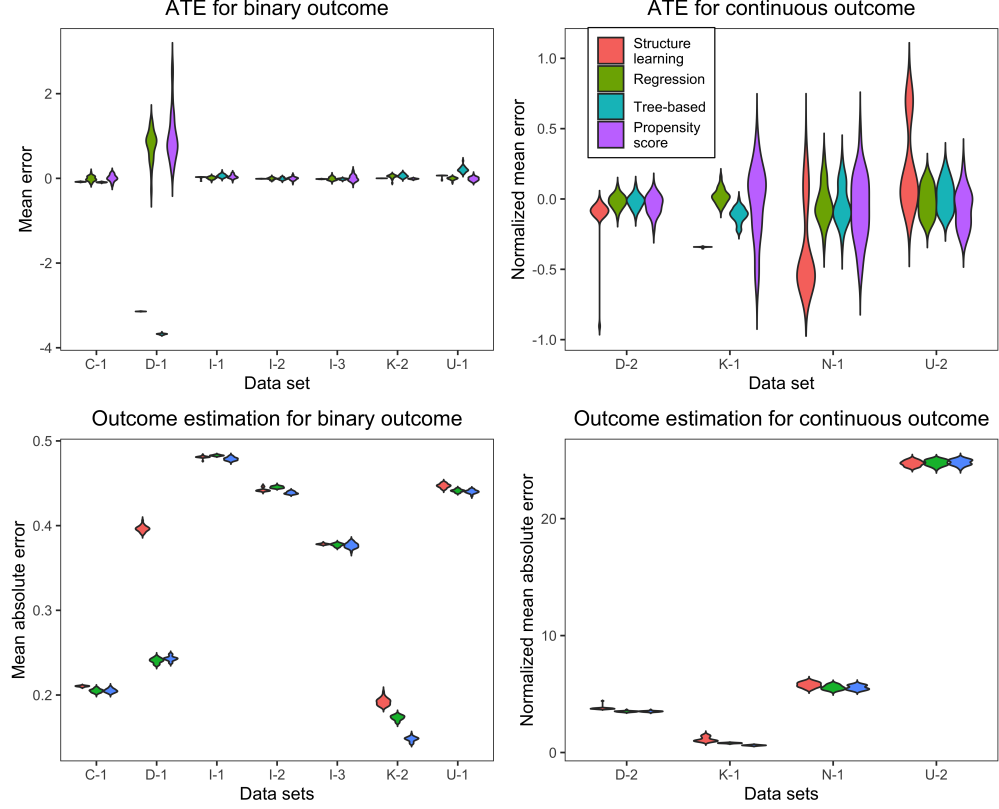 ATE for binary outcome
Mean error
2
0
-2
-4
C-1 D-1 I-1 I-2 I-3 K-2 U-1
Data set
ATE for continuous outcome
Normalized mean error
1.0
0.5
0.0
-0.5
-1.0
Structure
learning
Regression
Tree-based
Propensity
score
D-2 K-1 N-1 U-2
Data set
Outcome estimation for binary outcome
Mean absolute error
0.5
0.4
0.3
0.2
C-1 D-1 I-1 I-2 I-3 K-2 U-1
Data sets
Outcome estimation for continuous outcome
Normalized mean absolute error
20
10
0
D-2 K-1 N-1 U-2
Data sets